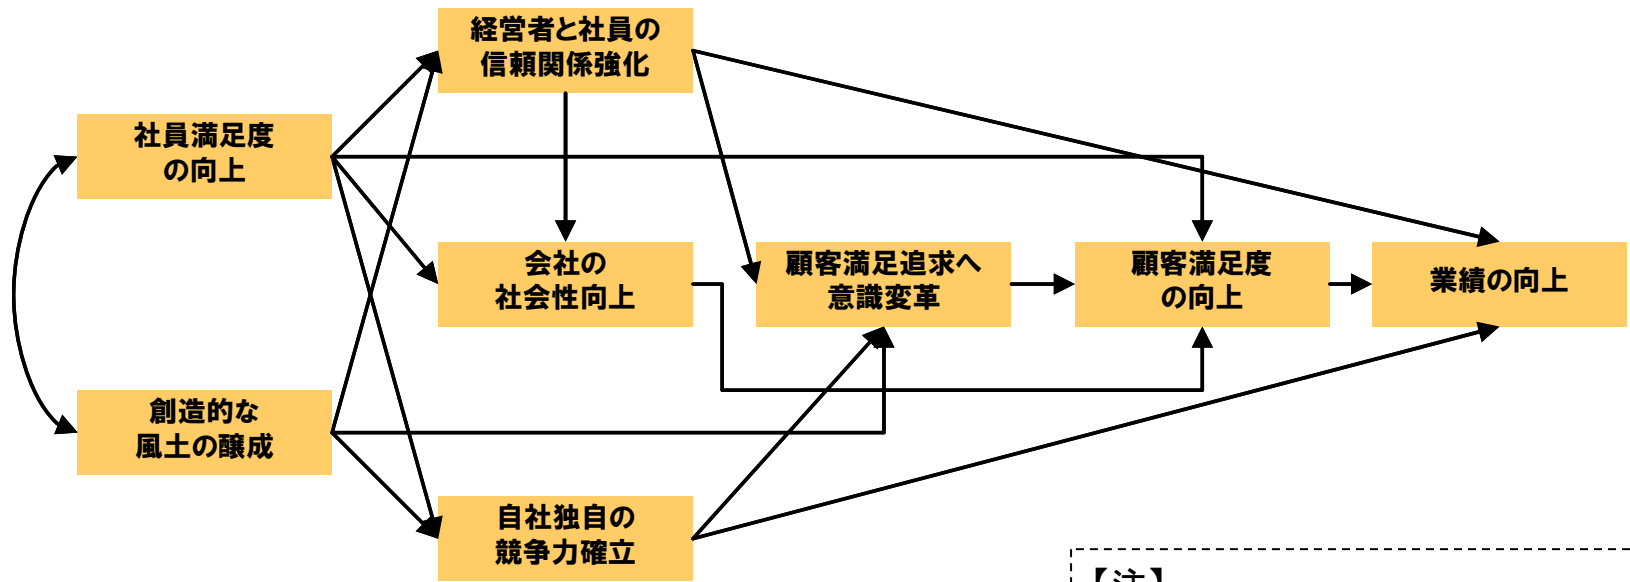 経営者と社員の
信頼関係強化
社員満足度
の向上
会社の
社会性向上
顧客満足追求へ
意識変革
顧客満足度
の向上
業績の向上
創造的な
風土の醸成
自社独自の
競争力確立
【注】